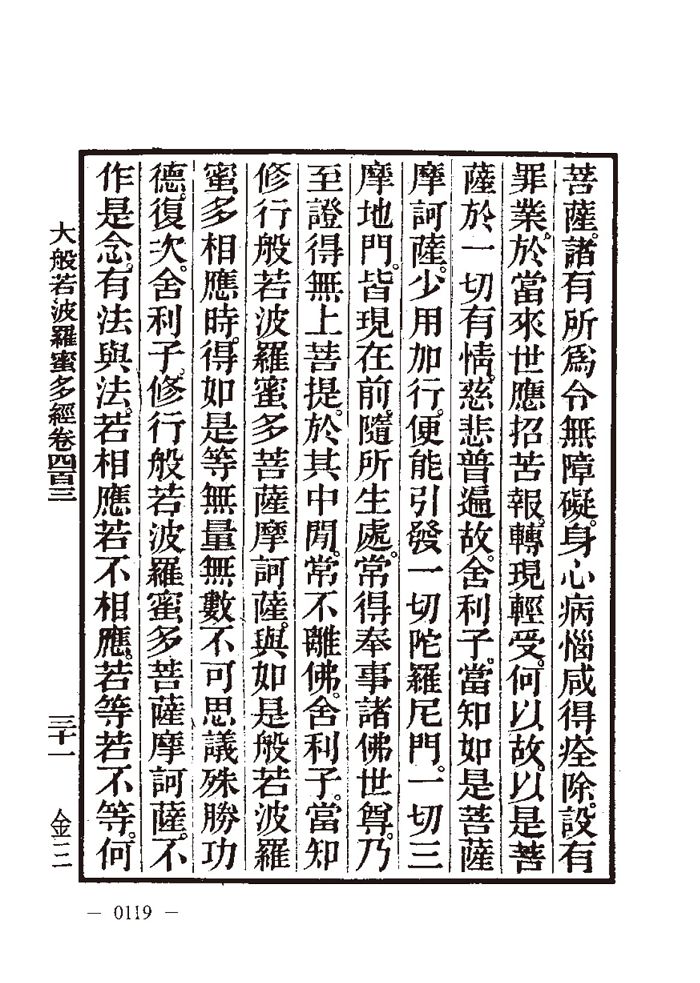 菩薩。諸有所爲令無障礙。身心病惱咸得痊除。設有
罪業。於當來世應招苦報。轉現輕受。何以故。以是菩
薩於一切有情。慈悲普遍故。舍利子。當知如是菩薩
摩訶薩。少用加行。便能引發一切陀羅尼門。一切三
摩地門。皆現在前。隨所生處。常得奉事諸佛世尊。乃
至證得無上菩提。於其中閒。常不離佛。舍利子。當知
修行般若波羅蜜多菩薩摩訶薩。與如是般若波羅
蜜多相應時。得如是等無量無數不可思議殊勝功
德。復次。舍利子。修行般若波羅蜜多菩薩摩訶薩。不
作是念。有法與法。若相應若不相應。若等若不等。何
大般若波羅蜜多經卷四百三 三十一 金三
— 0119 —